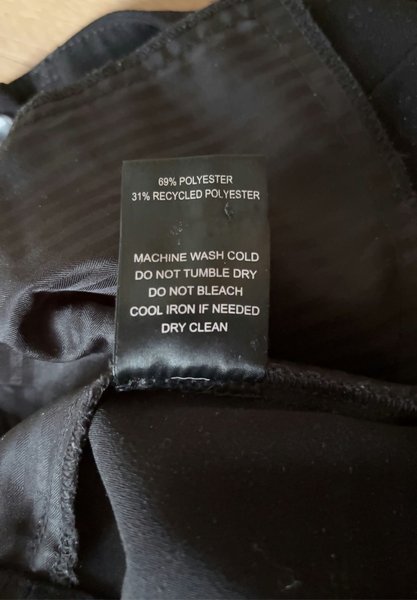 69% POLYESTER
31% RECYCLED POLYESTER
MACHINE WASH COLD
DO NOT TUMBLE DRY
DO NOT BLEACH
COOL IRON IF NEEDED
DRY CLEAN